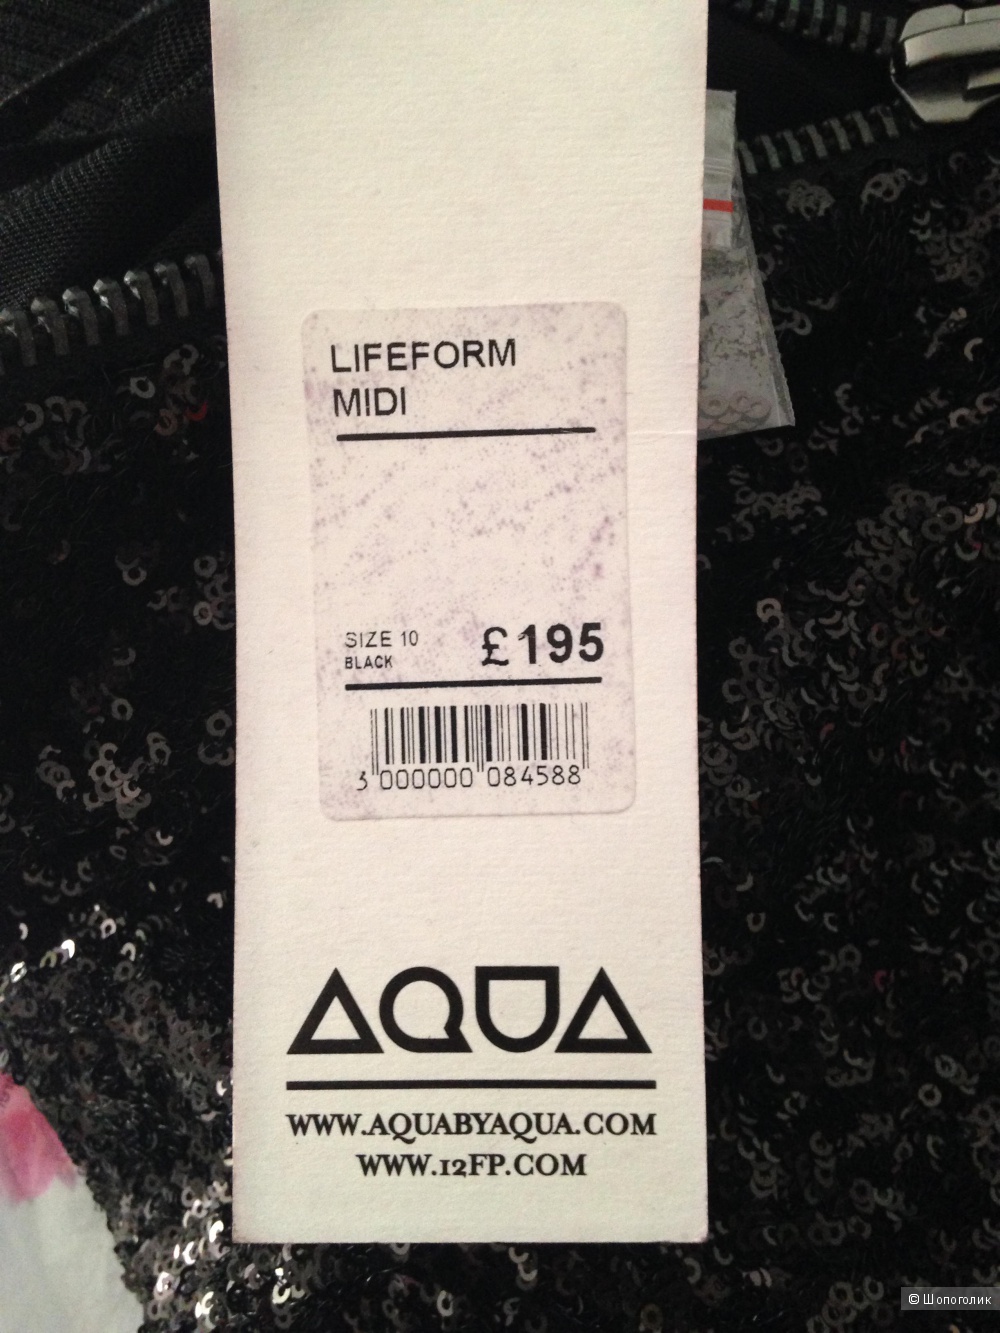 LIFEFORM
MIDI
SIZE 10
BLACK
£195
3 000000 084588
AQUA
WWW.AQUABYAQUA.COM
WWW.12FP.COM
© Шопоголик